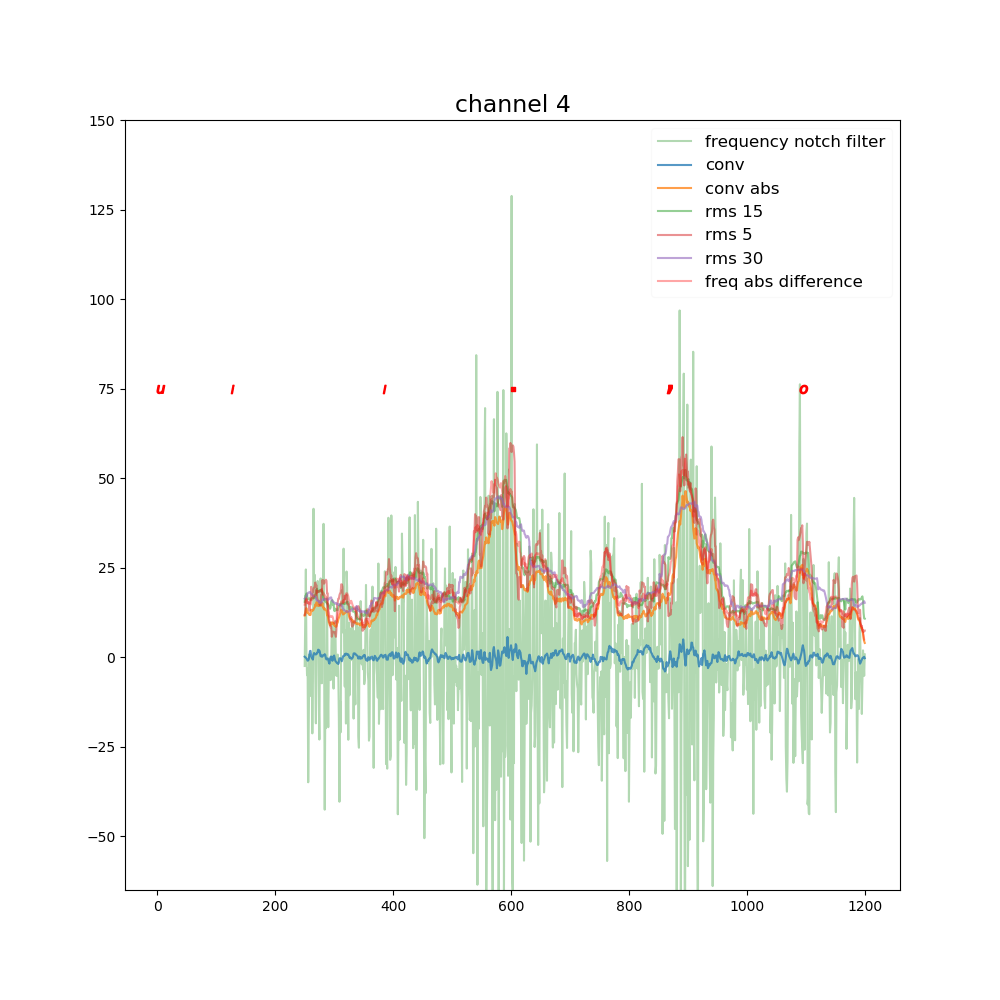 channel 4
150
125
100
75
50
25
0
−25
−50
frequency notch filter
conv
conv abs
rms 15
rms 5
rms 30
freq abs difference
u
o
0 200 400 600 800 1000 1200